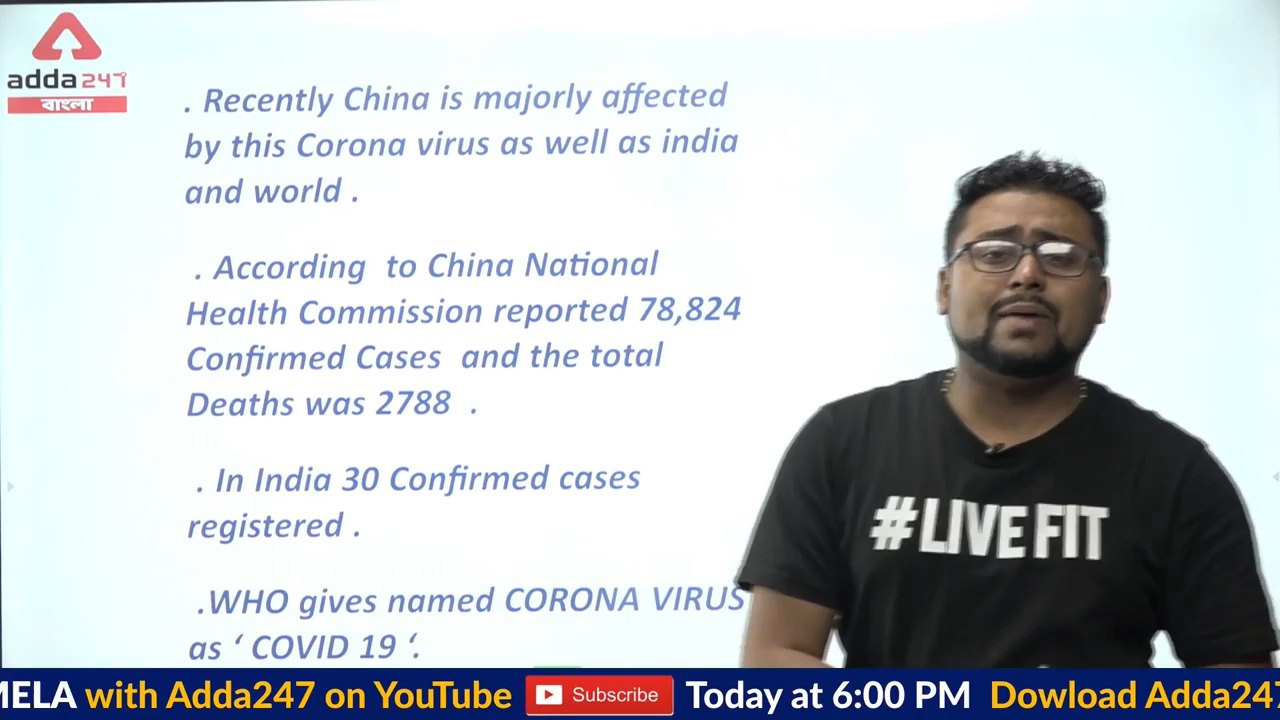 adda247
বাংলা
. Recently China is majorly affected
by this Corona virus as well as india
and world .
. According to China National
Health Commission reported 78,824
Confirmed Cases and the total
Deaths was 2788 .
. In India 30 Confirmed cases
registered .
.WHO gives named CORONA VIRUS
as ‘ COVID 19 ‘.
#LIVE FIT
MELA with Adda247 on YouTube Subscribe Today at 6:00 PM Dowload Adda247